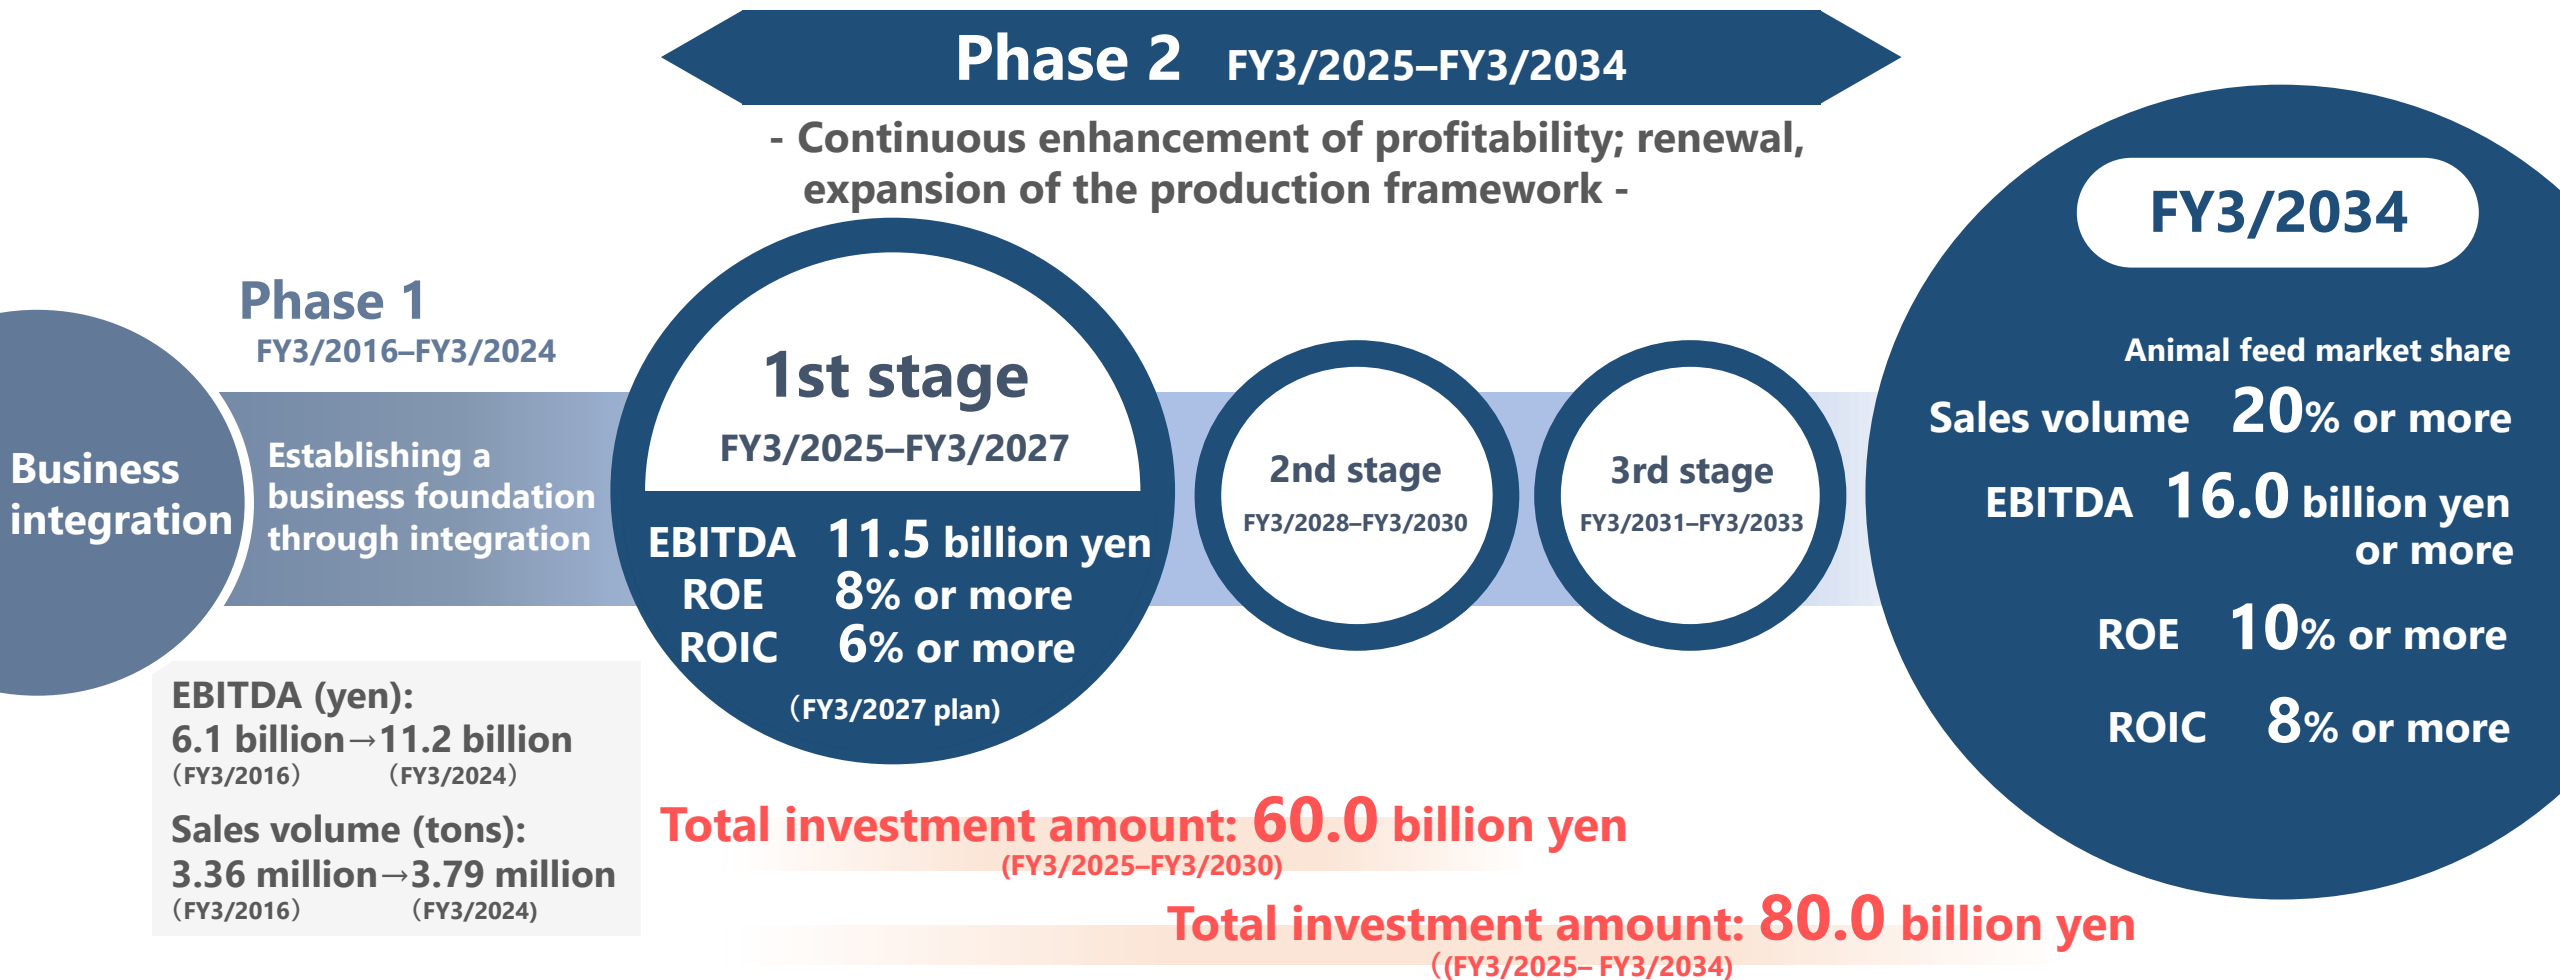 Phase 2 FY3/2025–FY3/2034
- Continuous enhancement of profitability; renewal,
expansion of the production framework -
Business
integration
Phase 1
FY3/2016–FY3/2024
Establishing a
business foundation
through integration
EBITDA (yen):
6.1 billion→11.2 billion
（FY3/2016） （FY3/2024）
Sales volume (tons):
3.36 million→3.79 million
（FY3/2016） （FY3/2024)
1st stage
FY3/2025–FY3/2027
EBITDA 11.5 billion yen
ROE 8% or more
ROIC 6% or more
（FY3/2027 plan)
2nd stage
FY3/2028–FY3/2030
3rd stage
FY3/2031–FY3/2033
FY3/2034
Animal feed market share
Sales volume 20% or more
EBITDA 16.0 billion yen
or more
ROE 10% or more
ROIC 8% or more
Total investment amount: 60.0 billion yen
(FY3/2025–FY3/2030)
Total investment amount: 80.0 billion yen
（(FY3/2025– FY3/2034)